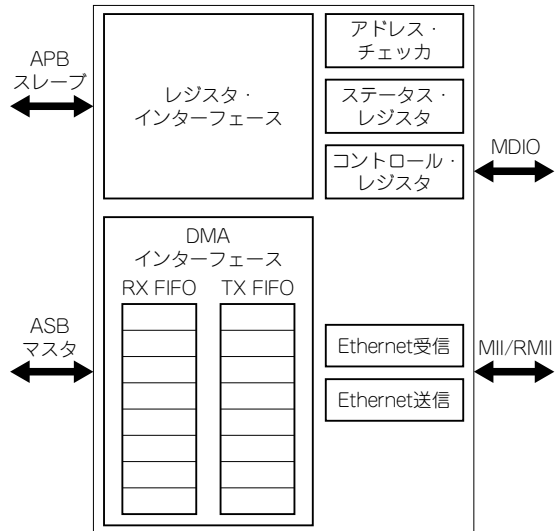 APB
スレーブ
レジスタ・
インターフェース
アドレス・
チェッカ
ステータス・
レジスタ
コントロール・
レジスタ
MDIO
DMA
インターフェース
RX FIFO
TX FIFO
ASB
マスタ
Ethernet受信
Ethernet送信
MII/RMII